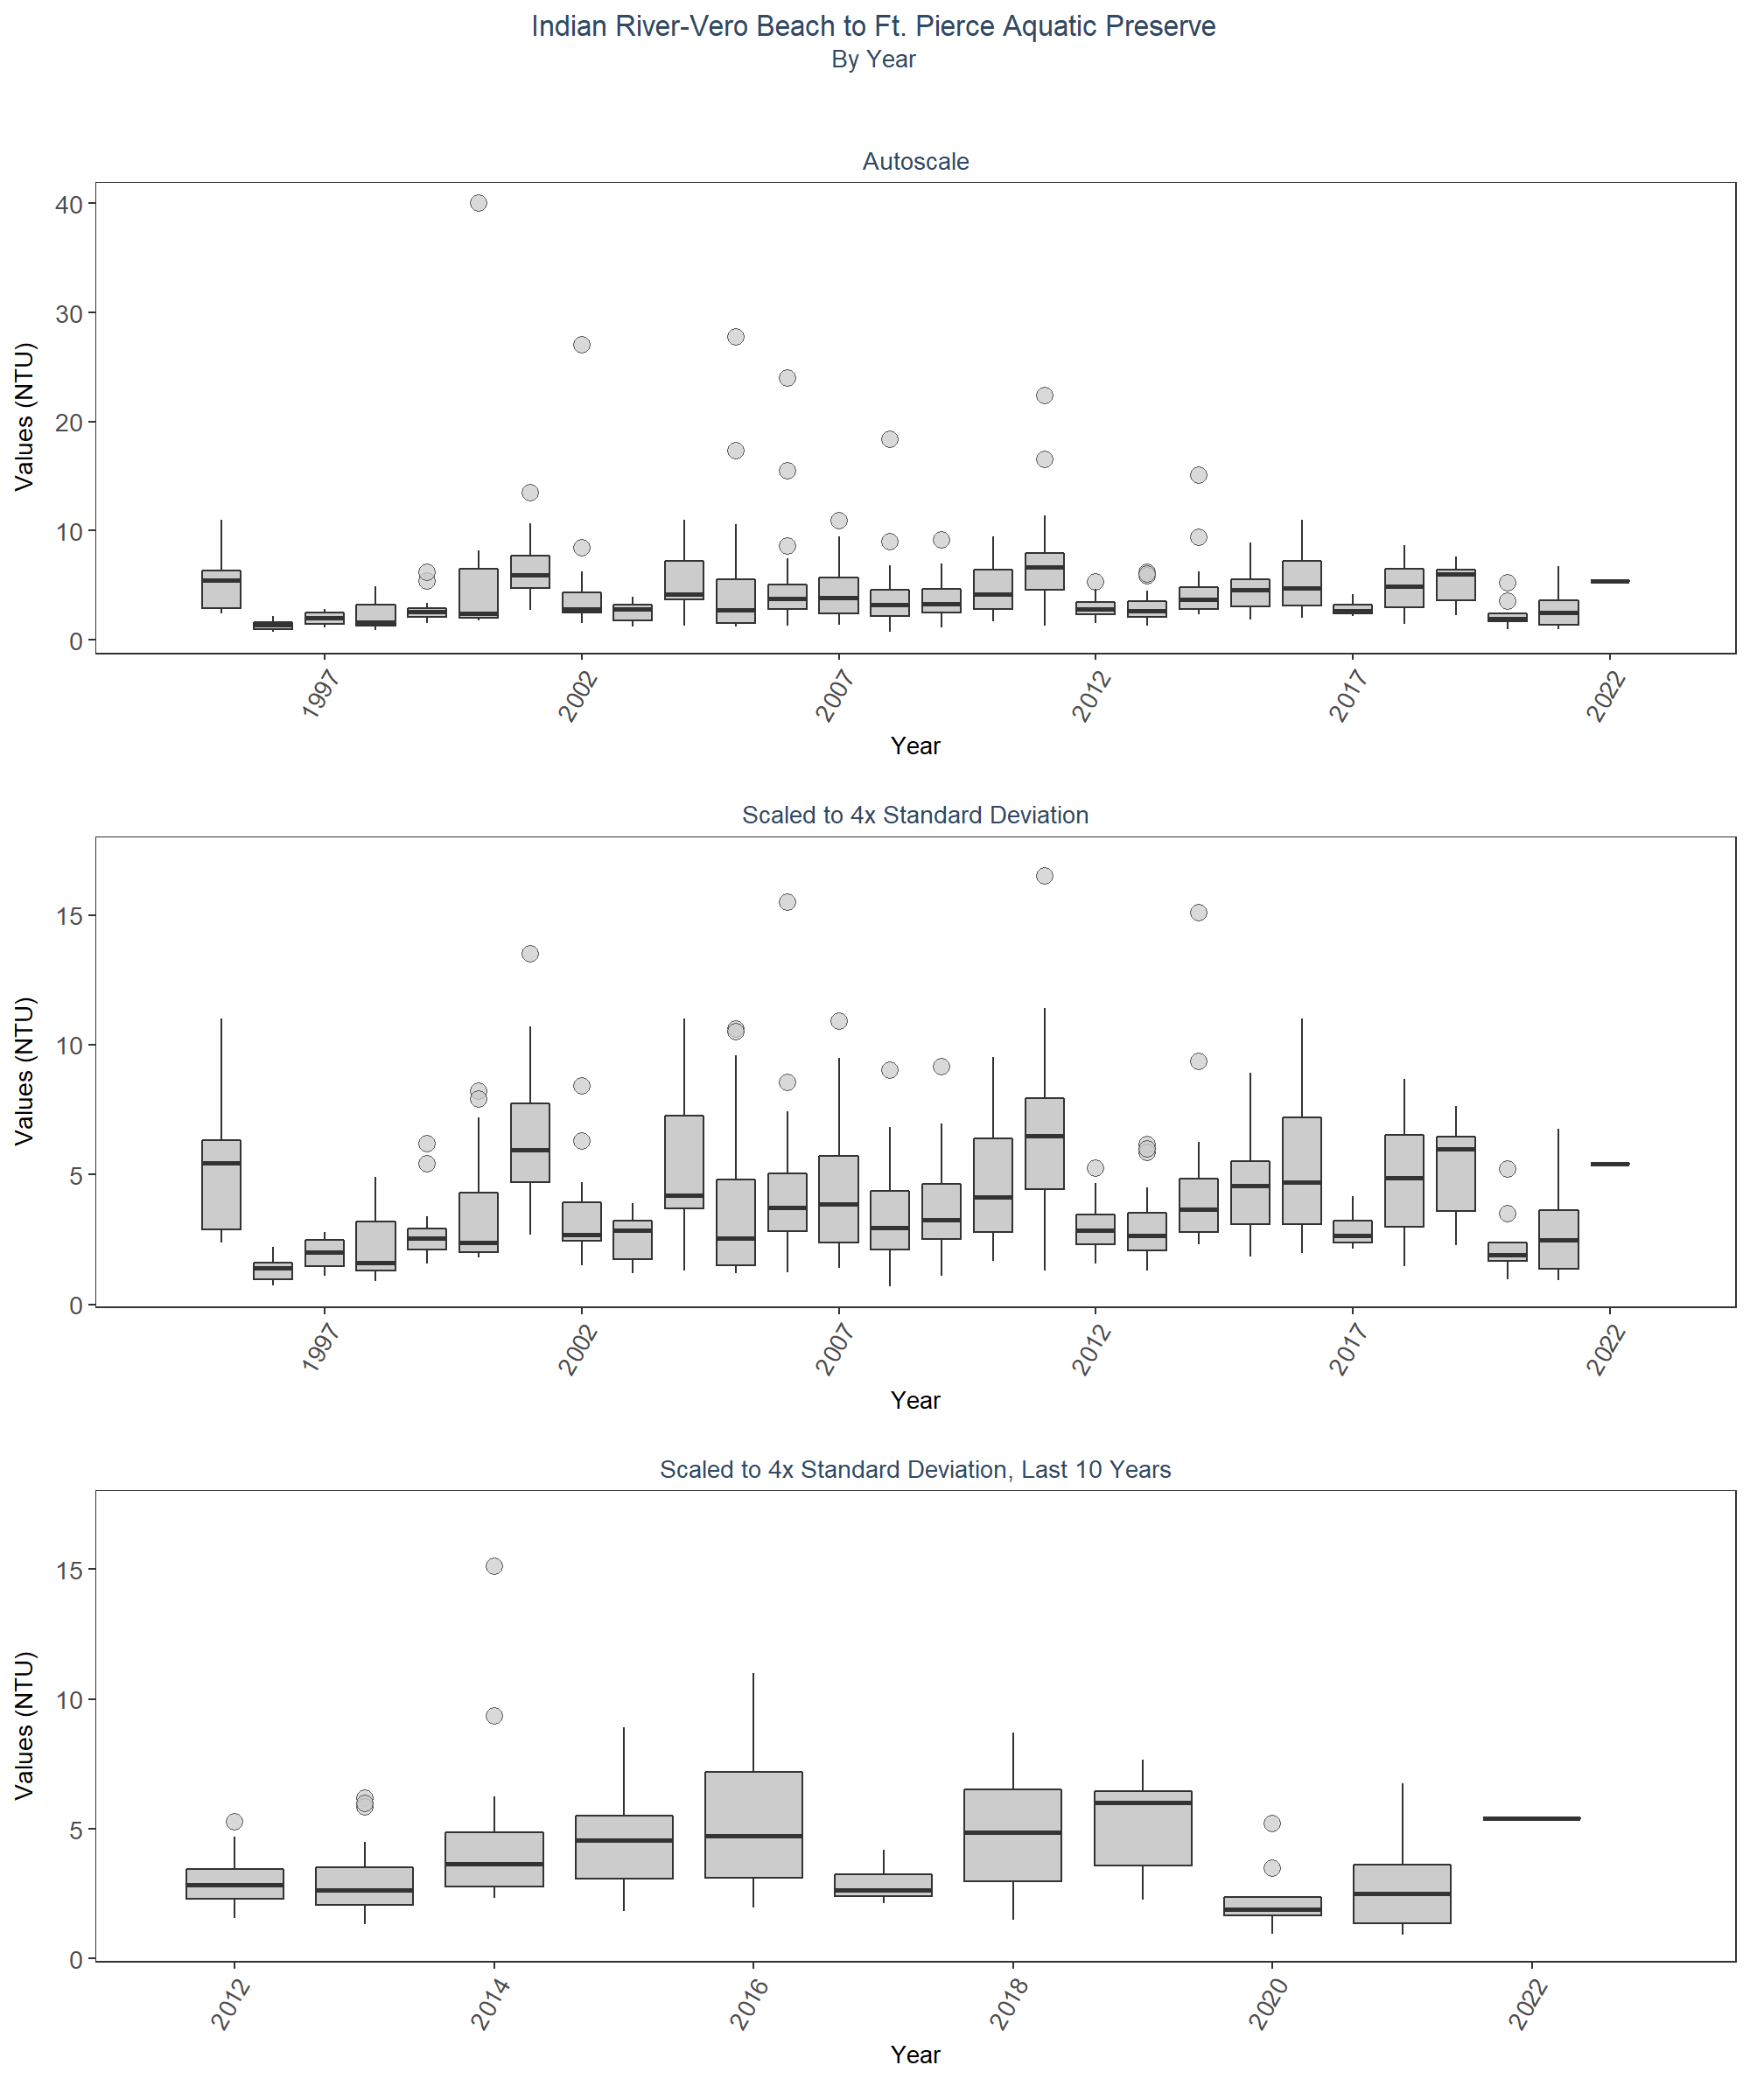 Indian River-Vero Beach to Ft. Pierce Aquatic Preserve
By Year
Autoscale
Values (NTU)
40
30
20
10
0
1997
2002
2007
2012
2017
2022
Year
Scaled to 4x Standard Deviation
Values (NTU)
15
10
5
0
1997
2002
2007
2012
2017
2022
Year
Scaled to 4x Standard Deviation, Last 10 Years
Values (NTU)
15
10
5
0
2012
2014
2016
2018
2020
2022
Year